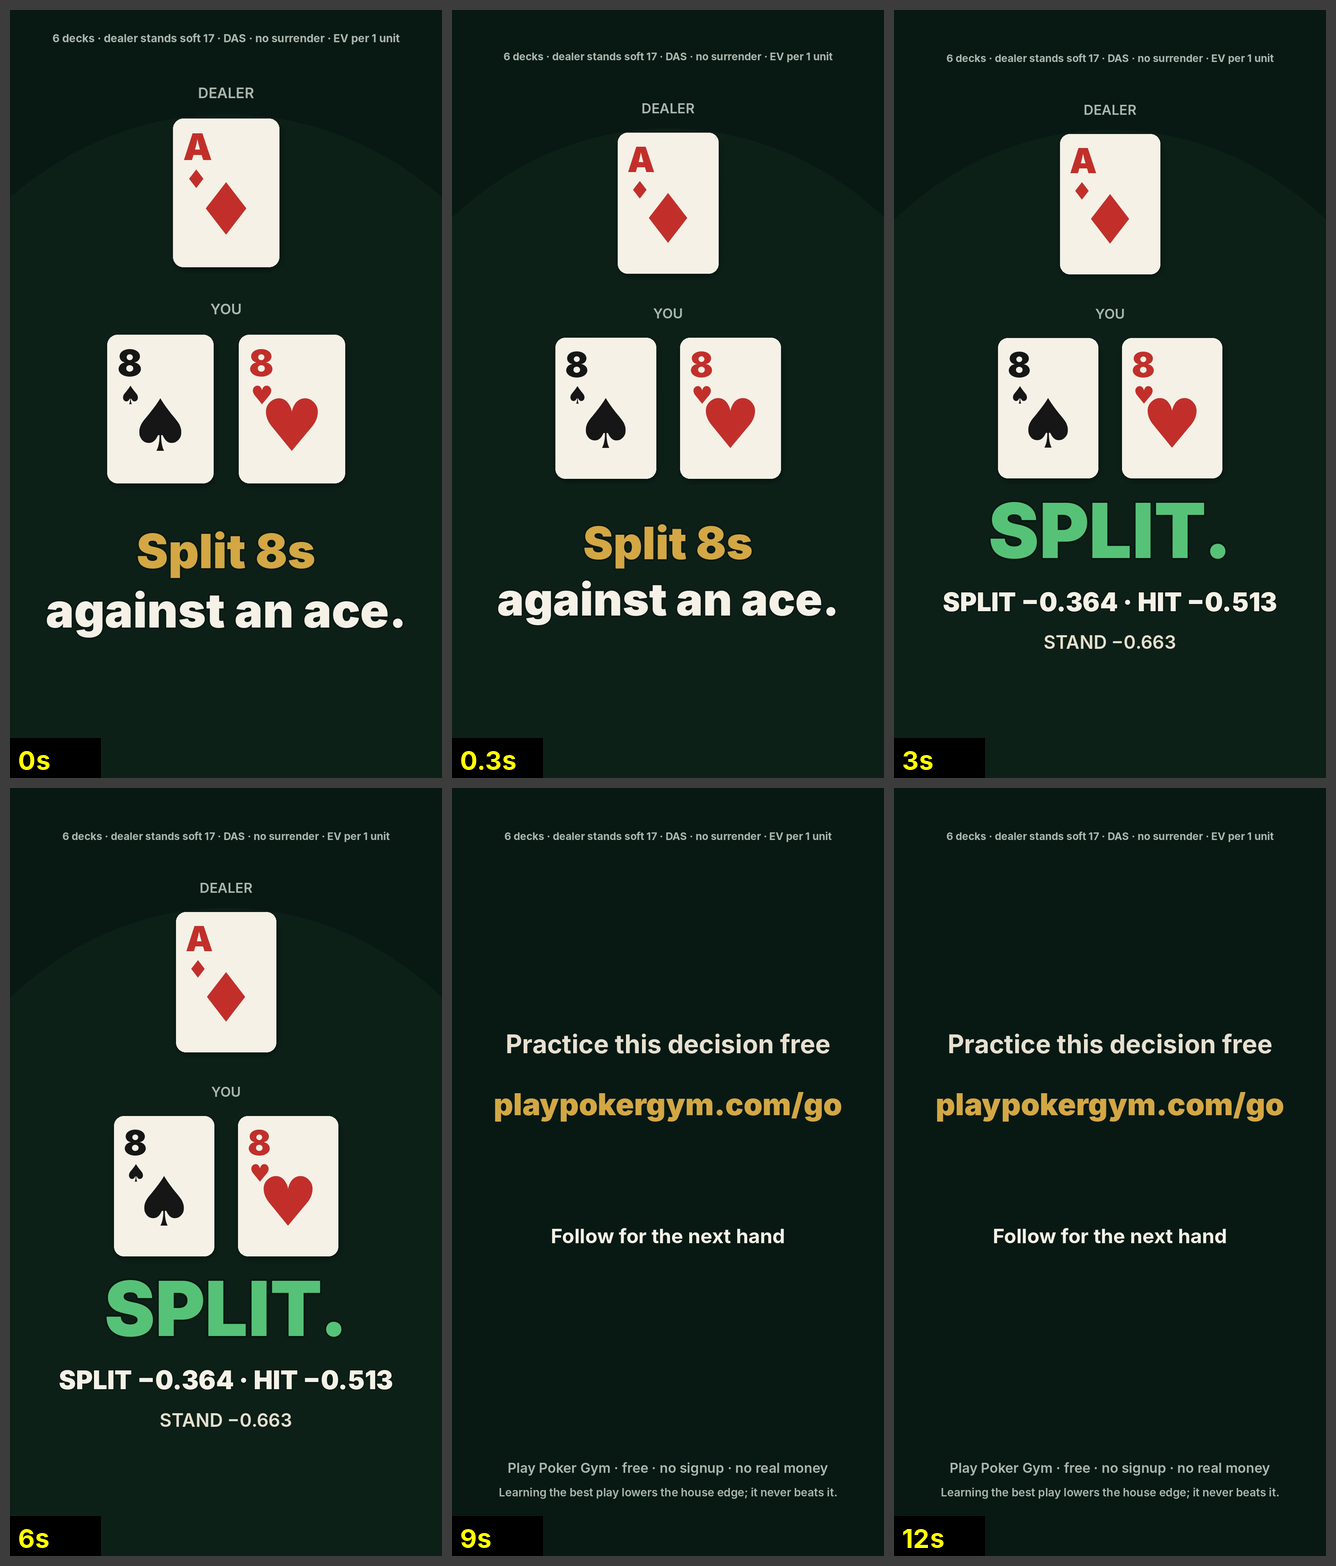 6 decks · dealer stands soft 17 · DAS · no surrender · EV per 1 unit
DEALER
A
YOU
8
8
Split 8s
against an ace.
0s
6 decks · dealer stands soft 17 · DAS · no surrender · EV per 1 unit
DEALER
A
YOU
8
8
Split 8s
against an ace.
0.3s
6 decks · dealer stands soft 17 · DAS · no surrender · EV per 1 unit
DEALER
A
YOU
8
8
SPLIT.
SPLIT −0.364 · HIT −0.513
STAND −0.663
3s
6 decks · dealer stands soft 17 · DAS · no surrender · EV per 1 unit
DEALER
A
YOU
8
8
SPLIT.
SPLIT −0.364 · HIT −0.513
STAND −0.663
6s
6 decks · dealer stands soft 17 · DAS · no surrender · EV per 1 unit
Practice this decision free
playpokergym.com/go
Follow for the next hand
Play Poker Gym · free · no signup · no real money
Learning the best play lowers the house edge; it never beats it.
9s
6 decks · dealer stands soft 17 · DAS · no surrender · EV per 1 unit
Practice this decision free
playpokergym.com/go
Follow for the next hand
Play Poker Gym · free · no signup · no real money
Learning the best play lowers the house edge; it never beats it.
12s